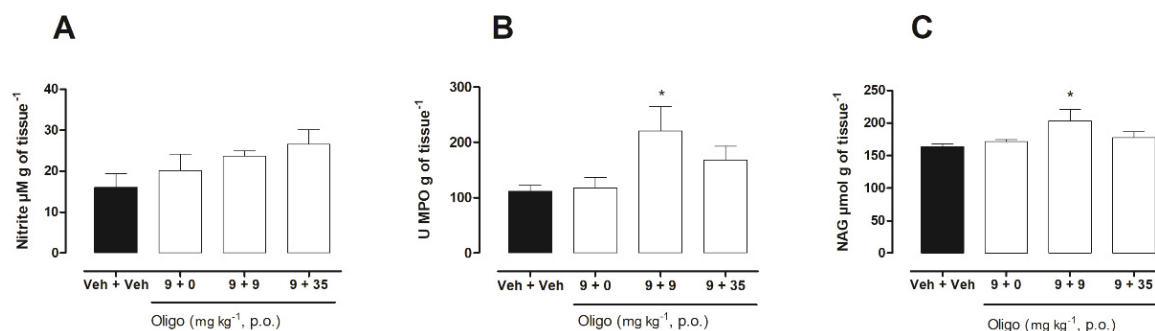 A
Nitrite µM g of tissue⁻¹
40
30
20
10
0
Veh + Veh 9 + 0 9 + 9 9 + 35
Oligo (mg kg⁻¹, p.o.)
B
U MPO g of tissue⁻¹
300
200
100
0
*
Veh + Veh 9 + 0 9 + 9 9 + 35
Oligo (mg kg⁻¹, p.o.)
C
NAG µmol g of tissue⁻¹
250
200
150
100
50
0
*
Veh + Veh 9 + 0 9 + 9 9 + 35
Oligo (mg kg⁻¹, p.o.)